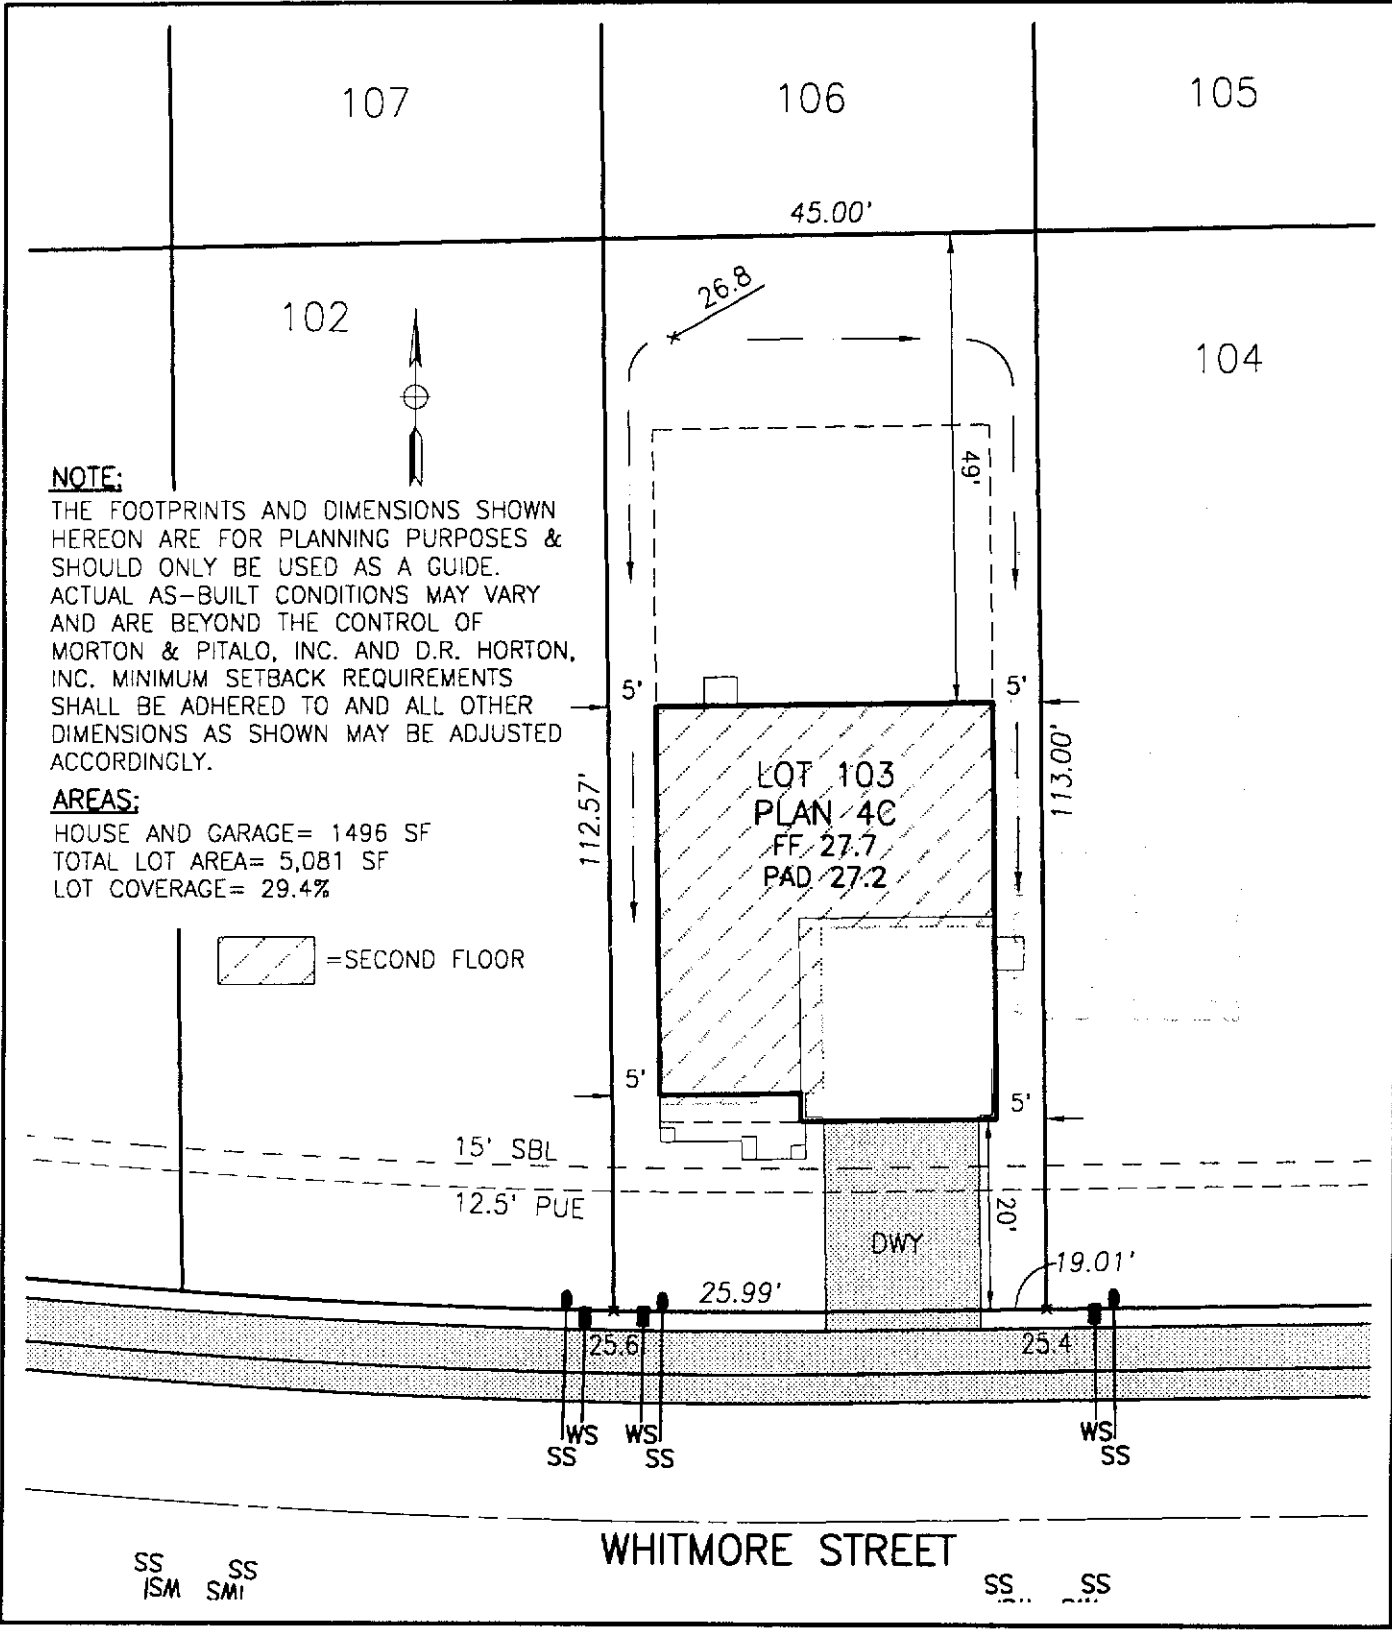 107
106
105
45.00'
26.8
102
104
49'
NOTE:
THE FOOTPRINTS AND DIMENSIONS SHOWN
HEREON ARE FOR PLANNING PURPOSES &
SHOULD ONLY BE USED AS A GUIDE.
ACTUAL AS-BUILT CONDITIONS MAY VARY
AND ARE BEYOND THE CONTROL OF
MORTON & PITALO, INC. AND D.R. HORTON,
INC. MINIMUM SETBACK REQUIREMENTS
SHALL BE ADHERED TO AND ALL OTHER
DIMENSIONS AS SHOWN MAY BE ADJUSTED
ACCORDINGLY.
5'
5'
112.57'
113.00'
LOT 103
PLAN 4C
FF 27.7
PAD 27.2
AREAS:
HOUSE AND GARAGE= 1496 SF
TOTAL LOT AREA= 5,081 SF
LOT COVERAGE= 29.4%
=SECOND FLOOR
5'
5'
15' SBL
12.5' PUE
20'
DWY
25.99'
19.01'
25.6
25.4
WS
WS
WS
SS
SS
SS
WHITMORE STREET
SS
SS
SS
SS